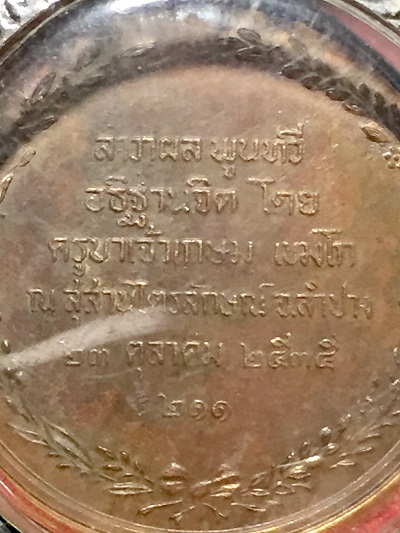 ลาภผลพูนทวี
อธิฐานจิต โดย
ครูบาเจ้าเกษม เขมโก
ณ สุสานไตรลักษณ์ จ.ลำปาง
๒๓ ตุลาคม ๒๕๓๕
๒๑๑